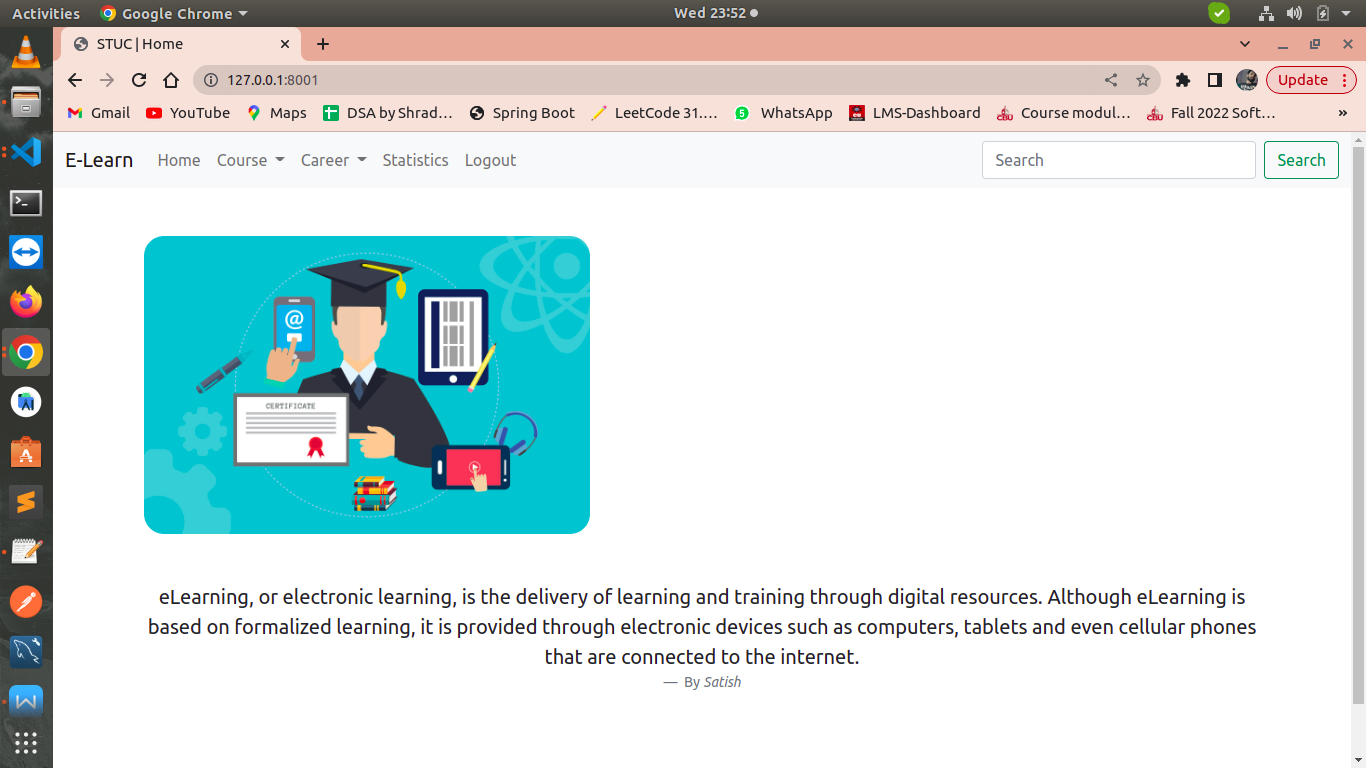 Activities Google Chrome Wed 23:52
STUC | Home
127.0.0.1:8001 Update
Gmail YouTube Maps DSA by Shrad… Spring Boot LeetCode 31.… WhatsApp LMS-Dashboard Course modul… Fall 2022 Soft… »
E-Learn Home Course Career Statistics Logout Search Search
@
CERTIFICATE
eLearning, or electronic learning, is the delivery of learning and training through digital resources. Although eLearning is
based on formalized learning, it is provided through electronic devices such as computers, tablets and even cellular phones
that are connected to the internet.
— By Satish